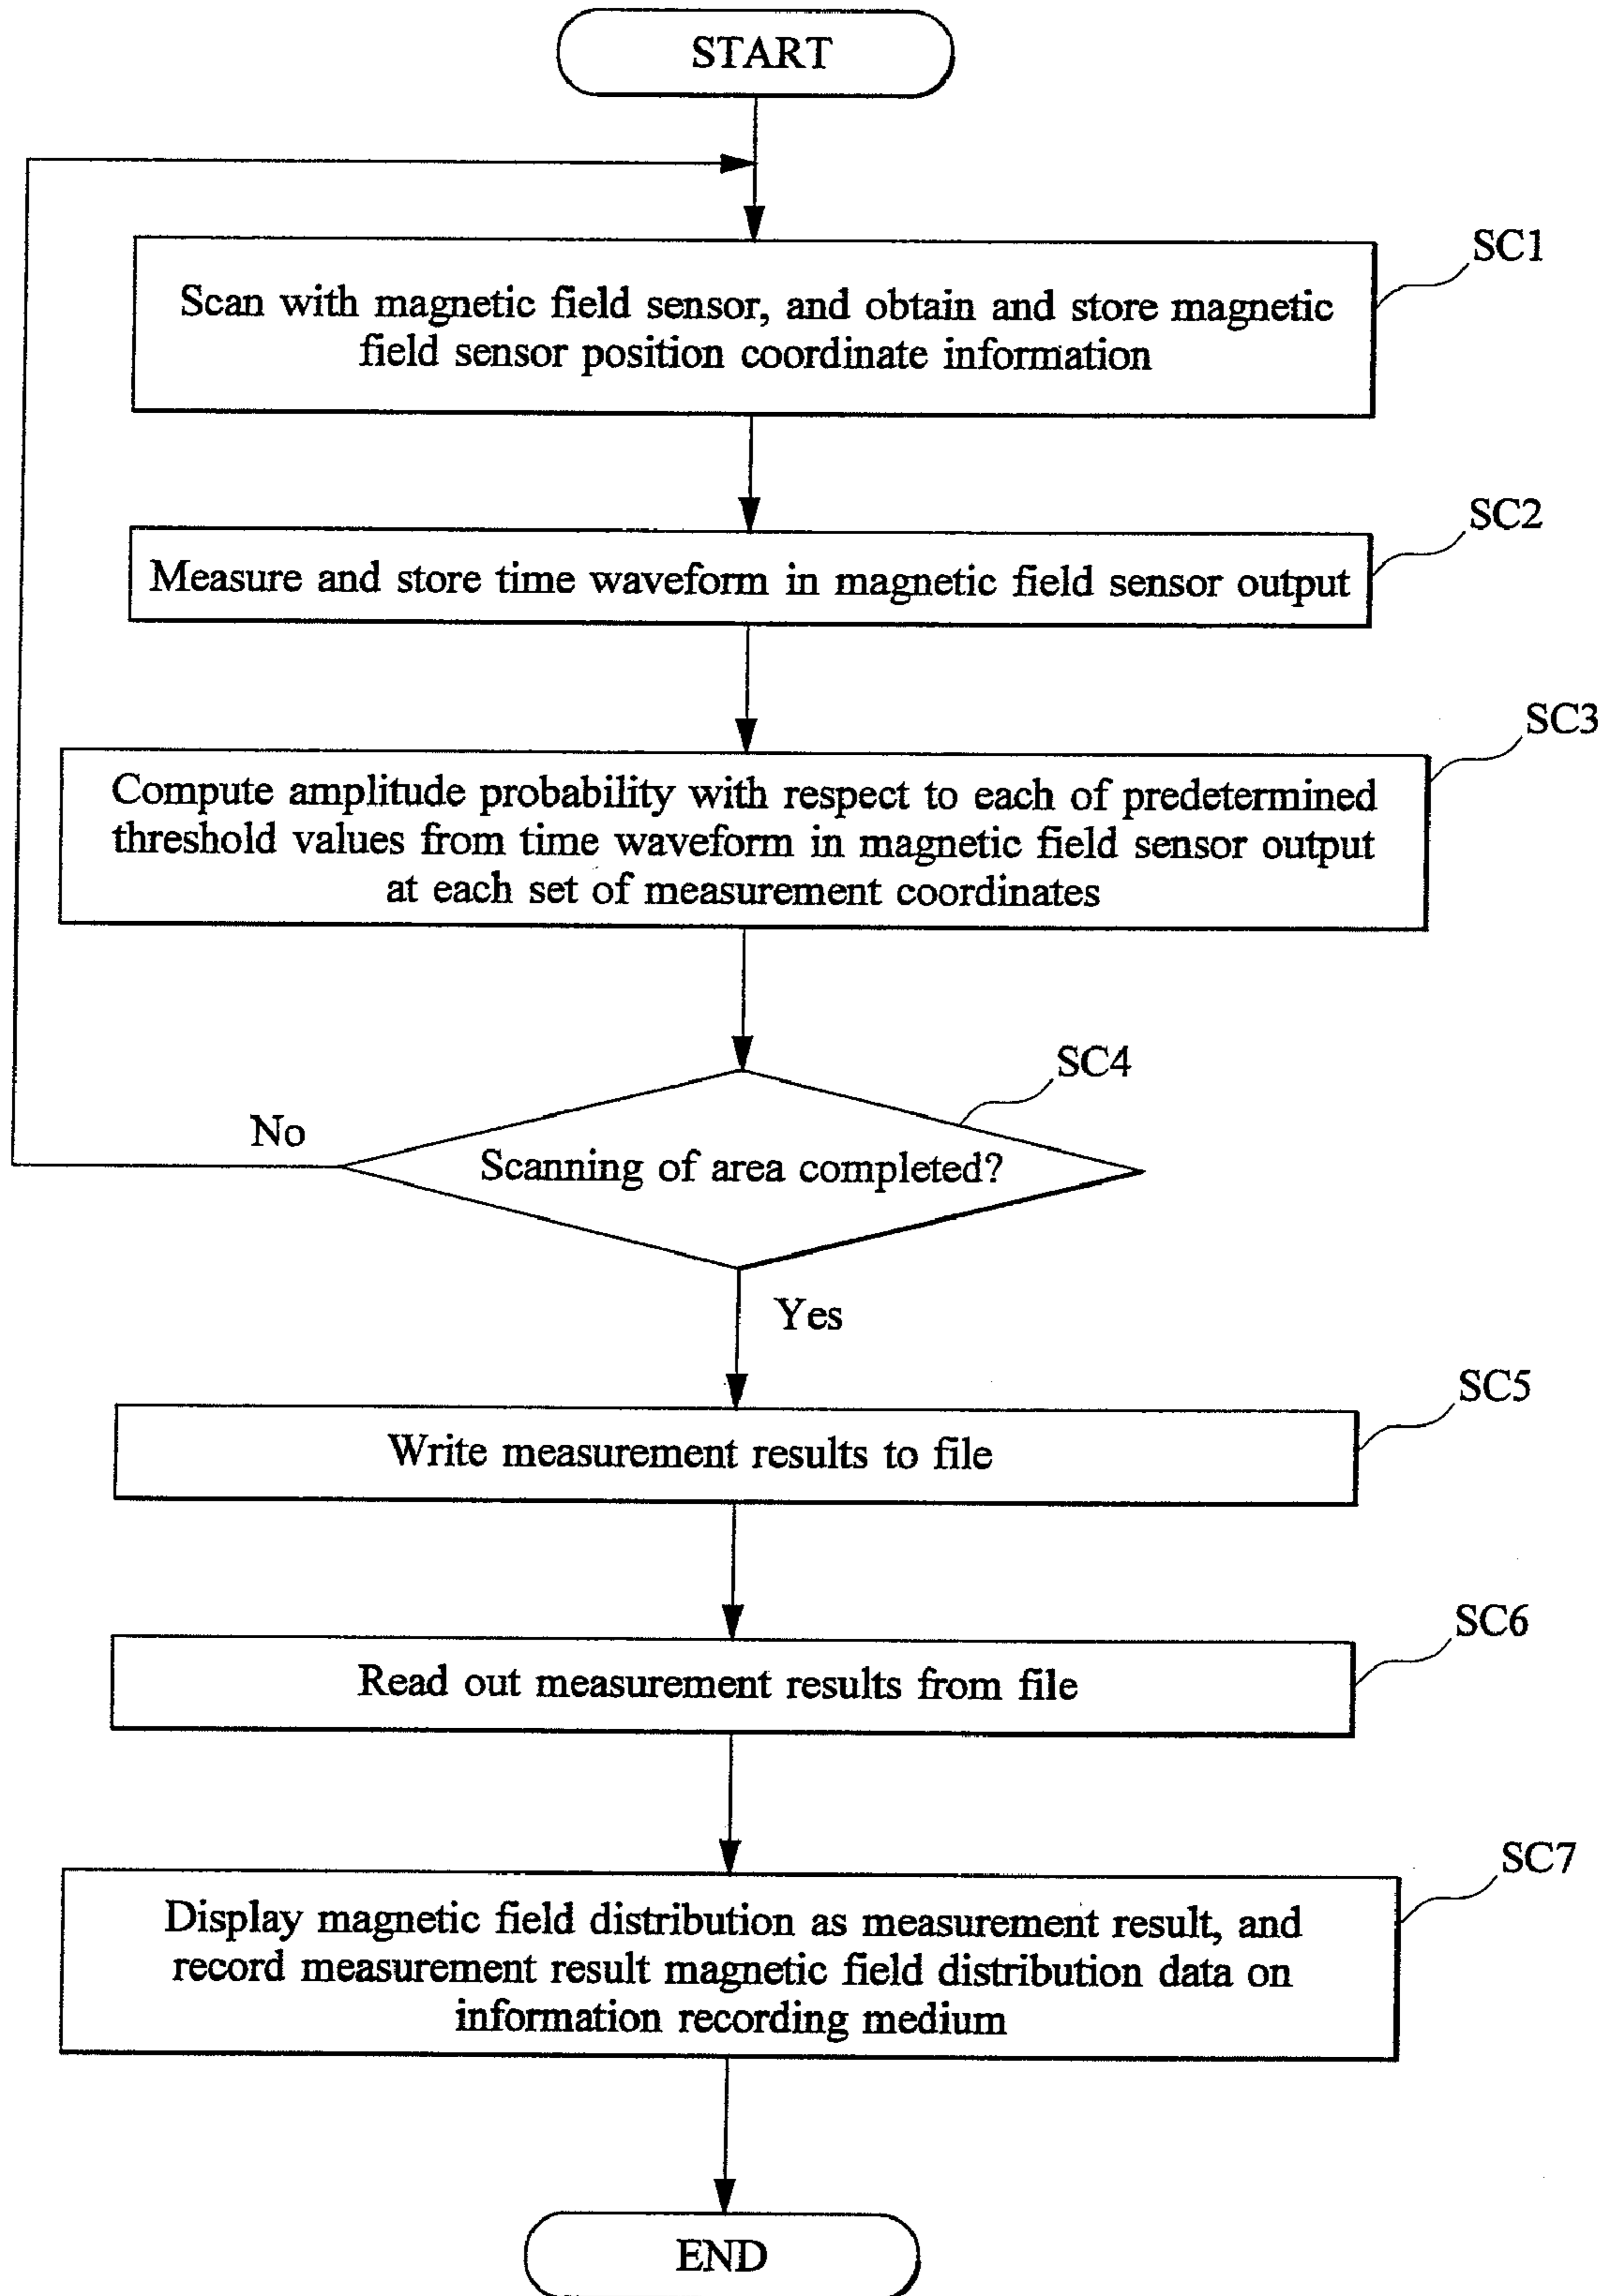 START
SC1
Scan with magnetic field sensor, and obtain and store magnetic
field sensor position coordinate information
SC2
Measure and store time waveform in magnetic field sensor output
SC3
Compute amplitude probability with respect to each of predetermined
threshold values from time waveform in magnetic field sensor output
at each set of measurement coordinates
SC4
No
Scanning of area completed?
Yes
SC5
Write measurement results to file
SC6
Read out measurement results from file
SC7
Display magnetic field distribution as measurement result, and
record measurement result magnetic field distribution data on
information recording medium
END